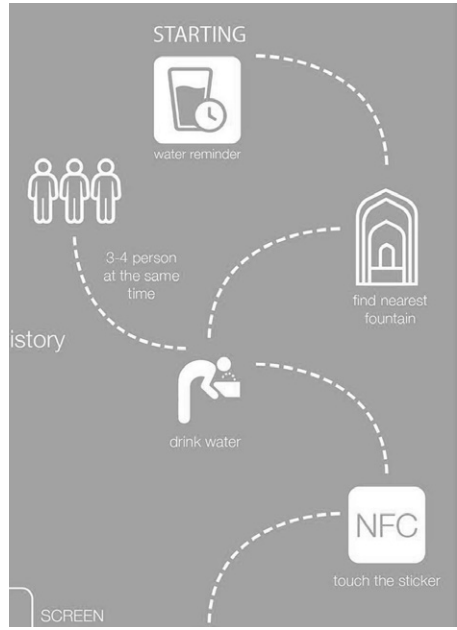 STARTING
water reminder
3-4 person
at the same
time
find nearest
fountain
istory
drink water
NFC
touch the sticker
SCREEN